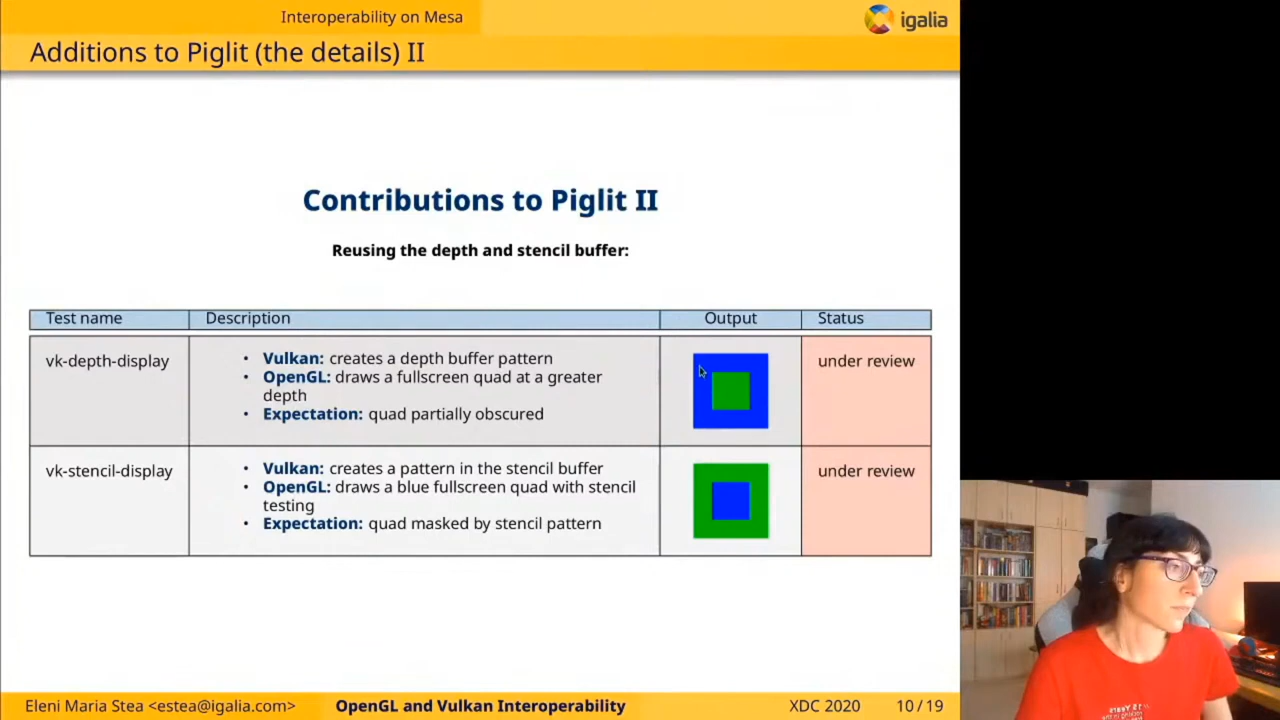 Interoperability on Mesa
igalia
Additions to Piglit (the details) II
Contributions to Piglit II
Reusing the depth and stencil buffer:
Test name Description Output Status
vk-depth-display
• Vulkan: creates a depth buffer pattern
• OpenGL: draws a fullscreen quad at a greater
depth
• Expectation: quad partially obscured
under review
vk-stencil-display
• Vulkan: creates a pattern in the stencil buffer
• OpenGL: draws a blue fullscreen quad with stencil
testing
• Expectation: quad masked by stencil pattern
under review
Eleni Maria Stea <estea@igalia.com> OpenGL and Vulkan Interoperability XDC 2020 10 / 19